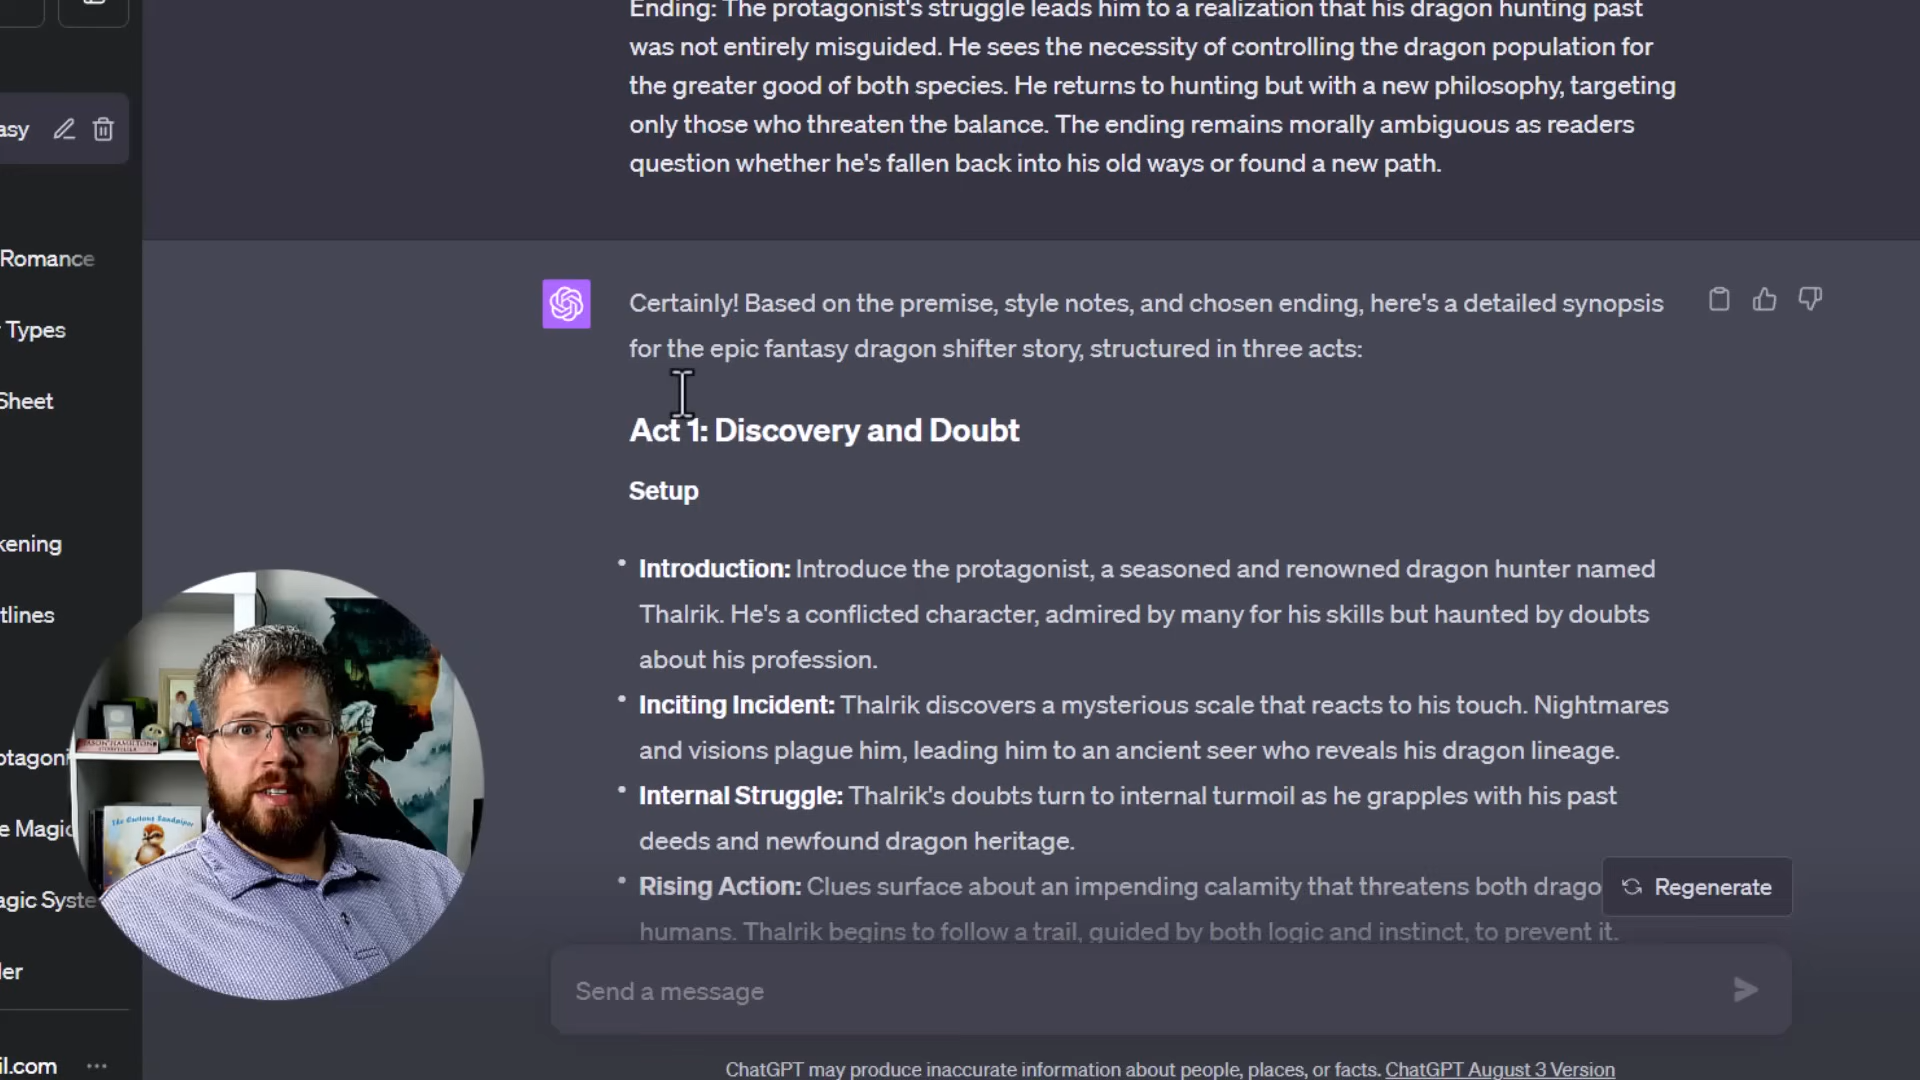 Ending: The protagonist's struggle leads him to a realization that his dragon hunting past
was not entirely misguided. He sees the necessity of controlling the dragon population for
the greater good of both species. He returns to hunting but with a new philosophy, targeting
only those who threaten the balance. The ending remains morally ambiguous as readers
question whether he's fallen back into his old ways or found a new path.
asy
Romance
Types
Sheet
kening
tlines
otagoni
e Magic
agic Syste
der
il.com ...
Certainly! Based on the premise, style notes, and chosen ending, here's a detailed synopsis
for the epic fantasy dragon shifter story, structured in three acts:
Act 1: Discovery and Doubt
Setup
• Introduction: Introduce the protagonist, a seasoned and renowned dragon hunter named
Thalrik. He's a conflicted character, admired by many for his skills but haunted by doubts
about his profession.
• Inciting Incident: Thalrik discovers a mysterious scale that reacts to his touch. Nightmares
and visions plague him, leading him to an ancient seer who reveals his dragon lineage.
• Internal Struggle: Thalrik's doubts turn to internal turmoil as he grapples with his past
deeds and newfound dragon heritage.
• Rising Action: Clues surface about an impending calamity that threatens both drago
humans. Thalrik begins to follow a trail, guided by both logic and instinct, to prevent it.
Regenerate
Send a message
ChatGPT may produce inaccurate information about people, places, or facts. ChatGPT August 3 Version
JASON HAMILTON
The Curious Sandpiper